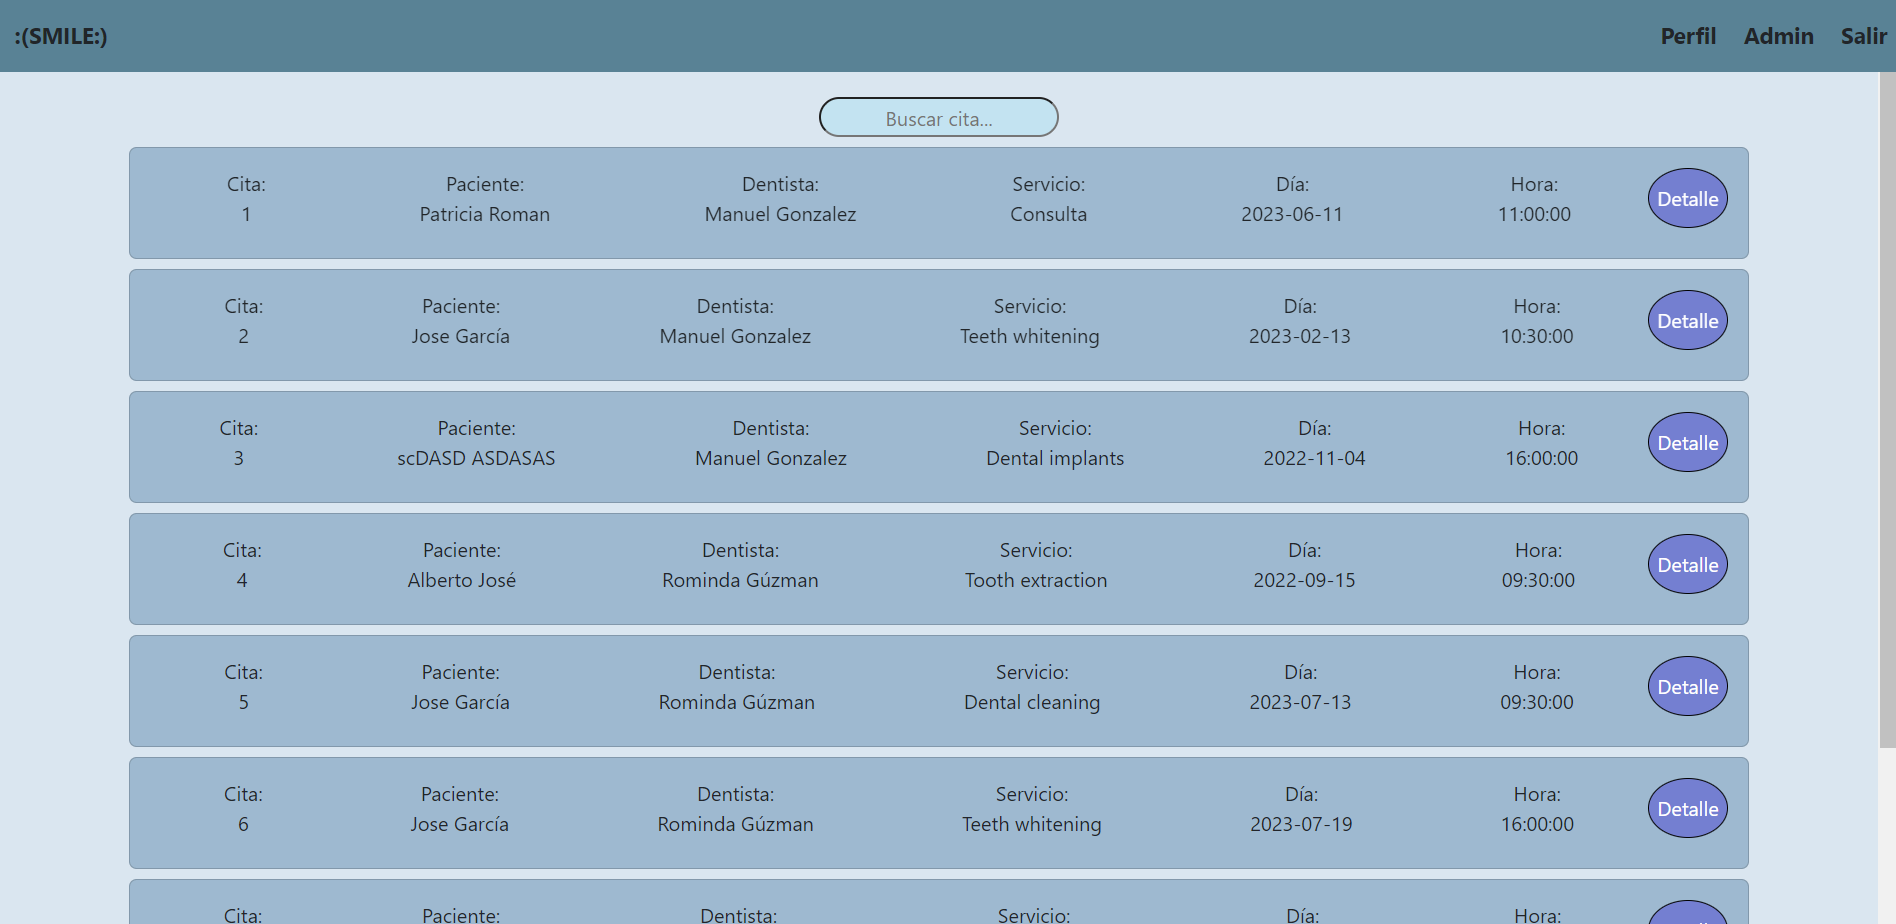 :(SMILE:) Perfil Admin Salir
Buscar cita...
Cita: Paciente: Dentista: Servicio: Día: Hora:
1 Patricia Roman Manuel Gonzalez Consulta 2023-06-11 11:00:00 Detalle
Cita: Paciente: Dentista: Servicio: Día: Hora:
2 Jose García Manuel Gonzalez Teeth whitening 2023-02-13 10:30:00 Detalle
Cita: Paciente: Dentista: Servicio: Día: Hora:
3 scDASD ASDASAS Manuel Gonzalez Dental implants 2022-11-04 16:00:00 Detalle
Cita: Paciente: Dentista: Servicio: Día: Hora:
4 Alberto José Rominda Gúzman Tooth extraction 2022-09-15 09:30:00 Detalle
Cita: Paciente: Dentista: Servicio: Día: Hora:
5 Jose García Rominda Gúzman Dental cleaning 2023-07-13 09:30:00 Detalle
Cita: Paciente: Dentista: Servicio: Día: Hora:
6 Jose García Rominda Gúzman Teeth whitening 2023-07-19 16:00:00 Detalle
Cita: Paciente: Dentista: Servicio: Día: Hora: